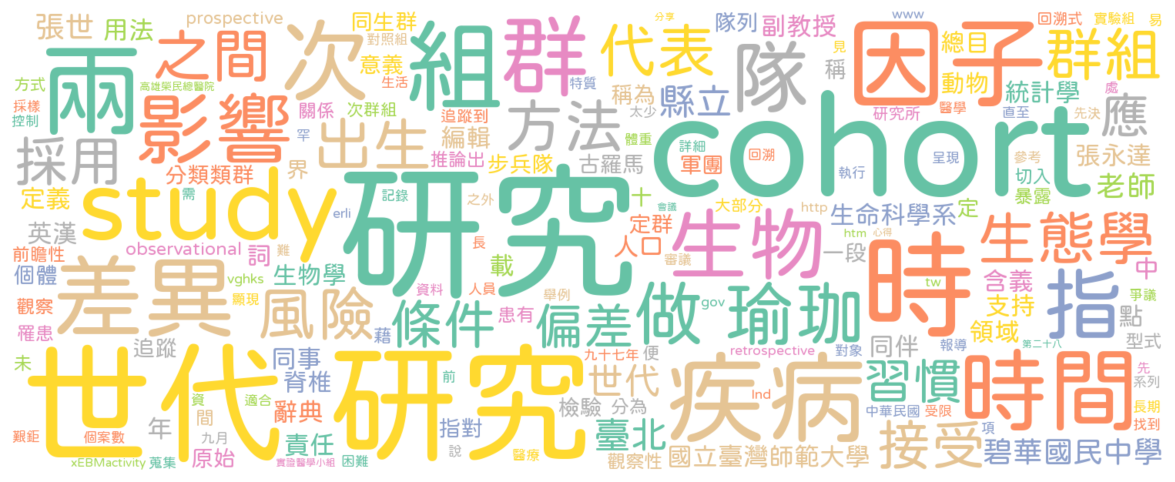 張世 用法 prospective 同生群 分享 隊列 副教授 www 回溯式 實驗組 易
兩 之間 次 組 群 代表 隊 因子 群組
對照組 意義 生活 特質 見 稱 總目 動物
方式 高雄榮民總醫院 關係 次群組 追蹤到 稱為 太少 縣立 研究所 醫學 統計學 直至 處 先決
採樣 控制 影響 出生 編輯 方法 體重 詳細 應
採用 分類類群 罕 推論出 步兵隊 古羅馬 軍團 回溯 cohort 執行 呈現 參考 切入 張永達
定義 需 界 study 記錄 研究 之外 十 大部分 http 生命科學系 定 暴露 老師
英漢 erli 會議 定群 人口 心得
前瞻性 observational 詞 難 長 生物 審議 htm 一段 時 生態學
個體 vghks 生物學 載 tw 含義 中
觀察 差異 顯現 風險 資料 人員 舉例 gov 支持 爭議
罹患 藉 條件 患有 偏差 做 瑜珈 指 領域 點
未 追蹤 同事 前 九十七年 便 retrospective 對象 同伴 報導 第二十八 型式
世代研究 脊椎 世代 疾病 Ind 習慣 時間 先 系列
資 適合 辭典 檢驗 分為 中華民國 受限 長期
艱鉅 個案數 年 間 九月 責任 指對 臺北 接受 項 找到
xEBMactivity 蒐集 原始 實證醫學小組 困難 說 醫療 觀察性 國立臺灣師範大學 碧華國民中學